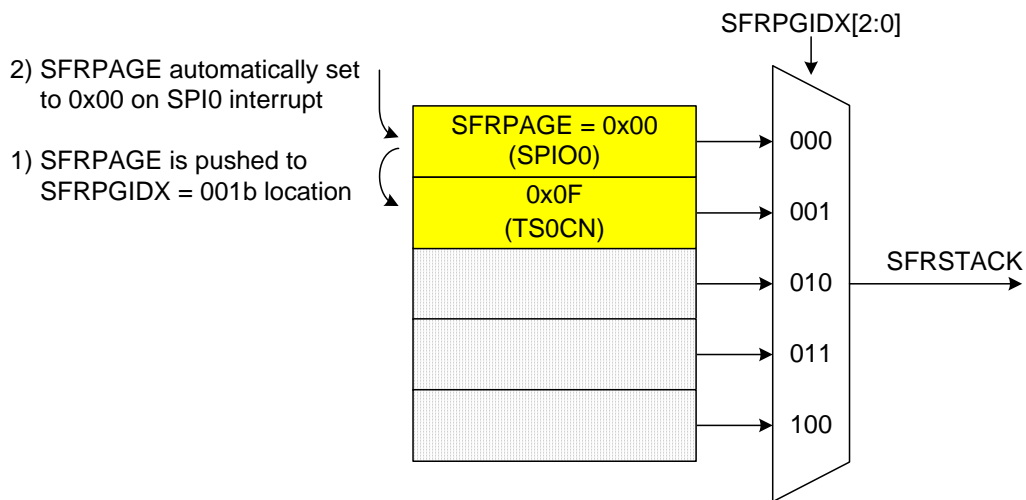 SFRPGIDX[2:0]
2) SFRPAGE automatically set
to 0x00 on SPI0 interrupt
1) SFRPAGE is pushed to
SFRPGIDX = 001b location
SFRPAGE = 0x00
(SPIO0)
0x0F
(TS0CN)
000
001
010
011
100
SFRSTACK